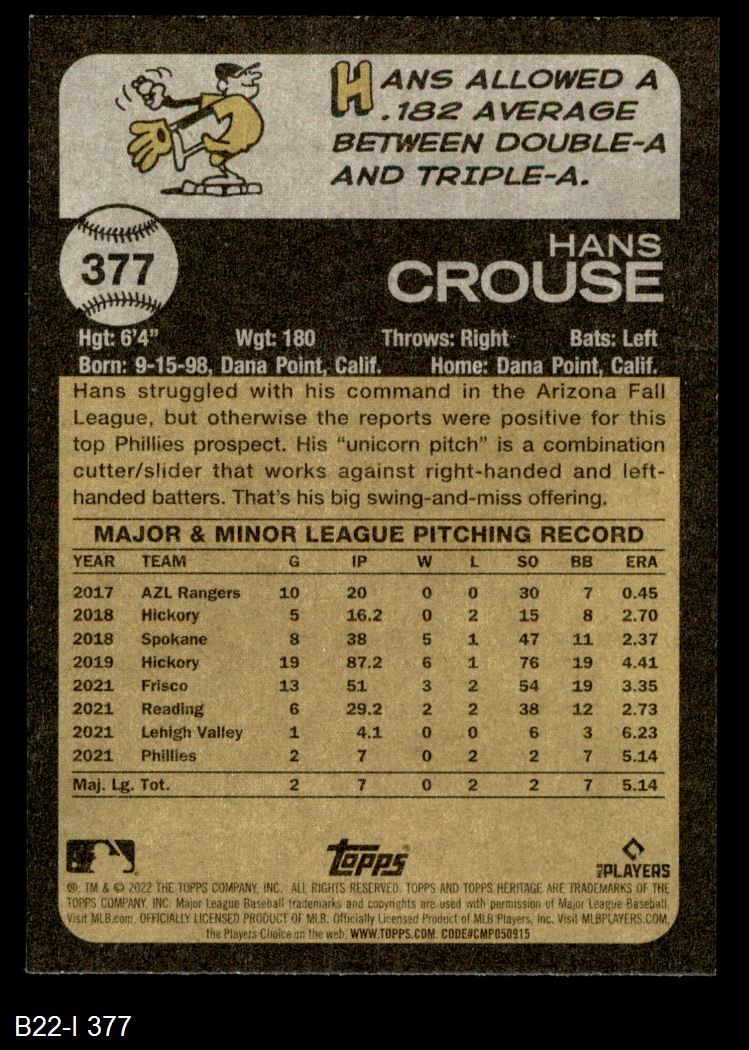 HANS ALLOWED A
.182 AVERAGE
BETWEEN DOUBLE-A
AND TRIPLE-A.
377
HANS
CROUSE
Hgt: 6'4" Wgt: 180 Throws: Right Bats: Left
Born: 9-15-98, Dana Point, Calif. Home: Dana Point, Calif.
Hans struggled with his command in the Arizona Fall
League, but otherwise the reports were positive for this
top Phillies prospect. His “unicorn pitch” is a combination
cutter/slider that works against right-handed and left-
handed batters. That's his big swing-and-miss offering.
MAJOR & MINOR LEAGUE PITCHING RECORD
YEAR TEAM G IP W L SO BB ERA
2017 AZL Rangers 10 20 0 0 30 7 0.45
2018 Hickory 5 16.2 0 2 15 8 2.70
2018 Spokane 8 38 5 1 47 11 2.37
2019 Hickory 19 87.2 6 1 76 19 4.41
2021 Frisco 13 51 3 2 54 19 3.35
2021 Reading 6 29.2 2 2 38 12 2.73
2021 Lehigh Valley 1 4.1 0 0 6 3 6.23
2021 Phillies 2 7 0 2 2 7 5.14
Maj. Lg. Tot. 2 7 0 2 2 7 5.14
Topps® MLB PLAYERS
®, TM & © 2022 THE TOPPS COMPANY, INC. ALL RIGHTS RESERVED. TOPPS AND TOPPS HERITAGE ARE TRADEMARKS OF THE
TOPPS COMPANY, INC. Major League Baseball trademarks and copyrights are used with permission of Major League Baseball.
Visit MLB.com. OFFICIALLY LICENSED PRODUCT OF MLB. Officially Licensed Product of MLB Players, Inc. Visit MLBPLAYERS.COM,
the Players Choice on the web. WWW.TOPPS.COM. CODE#CMP050915
B22-I 377